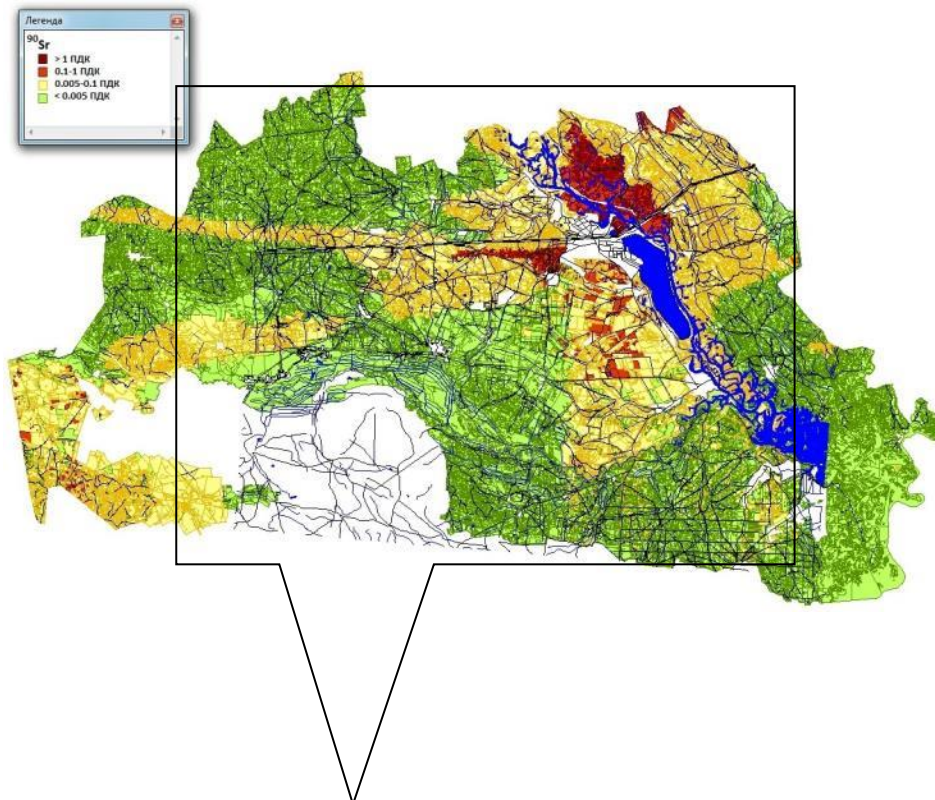 Легенда
⁹⁰Sr
> 1 ПДК
0.1-1 ПДК
0.005-0.1 ПДК
< 0.005 ПДК